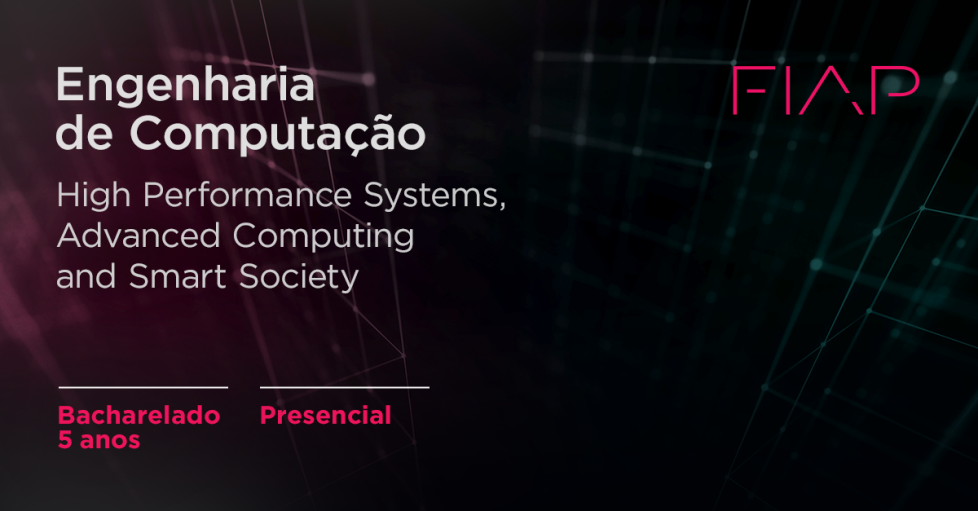 Engenharia
de Computação
FIAP
High Performance Systems,
Advanced Computing
and Smart Society
Bacharelado
5 anos
Presencial